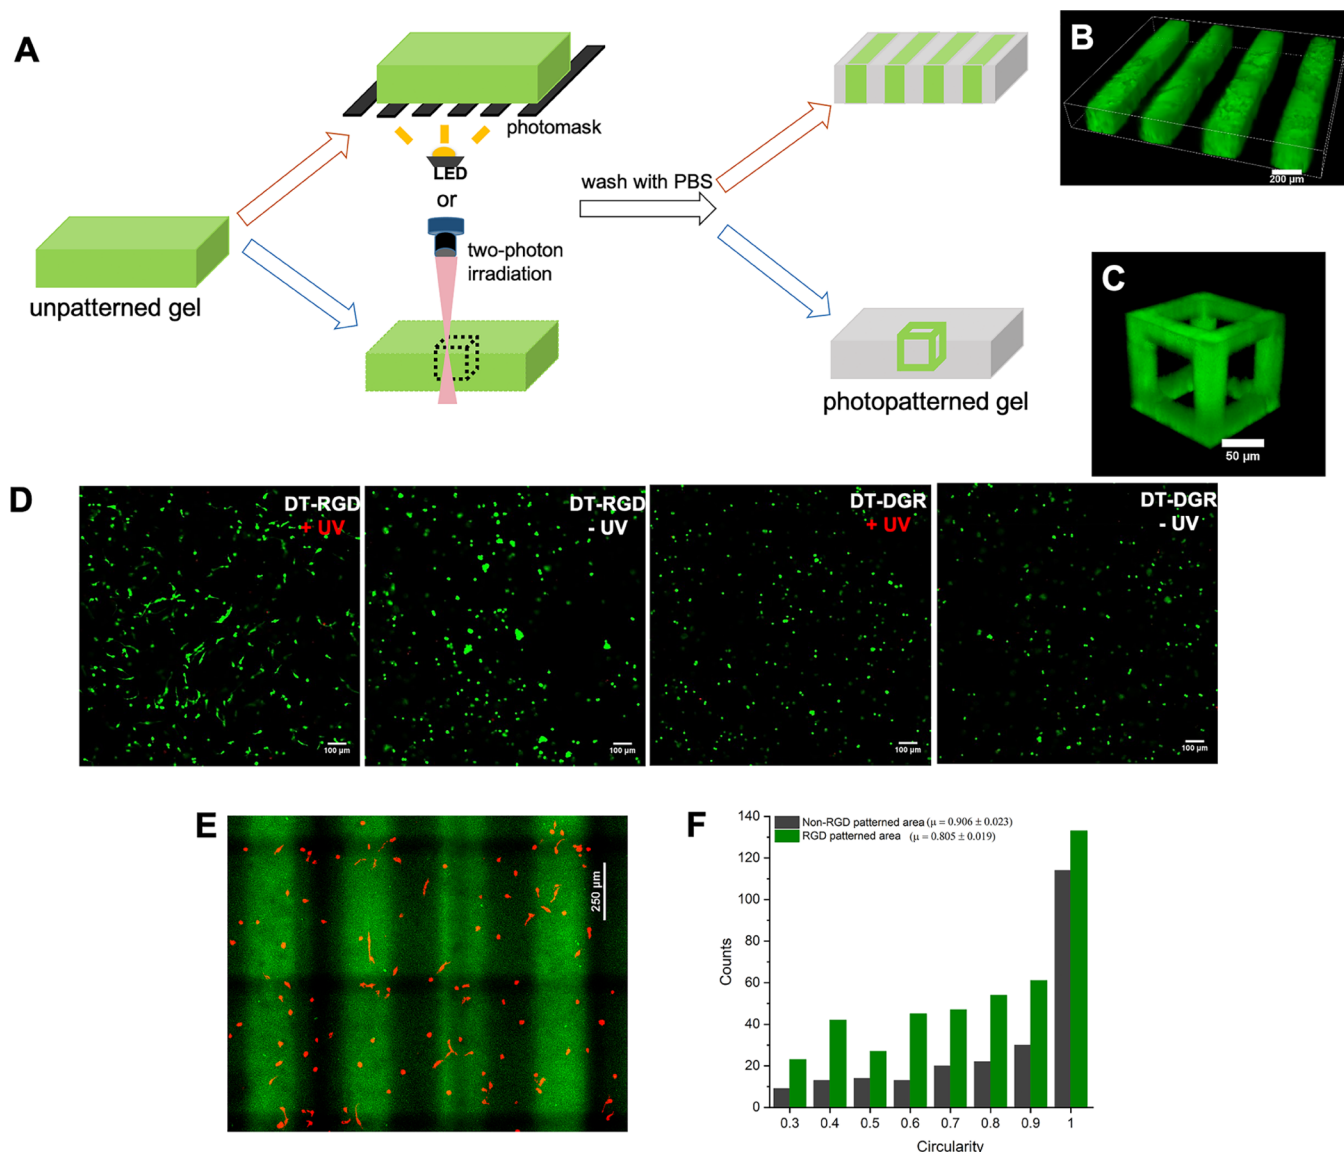 A
unpatterned gel
photomask
LED
or
two-photon
irradiation
wash with PBS
photopatterned gel
B
200 µm
C
50 µm
D
DT-RGD
+ UV
100 µm
DT-RGD
- UV
100 µm
DT-DGR
+ UV
100 µm
DT-DGR
- UV
100 µm
E
250 µm
F
Non-RGD patterned area (µ = 0.906 ± 0.023)
RGD patterned area (µ = 0.805 ± 0.019)
Counts
140
120
100
80
60
40
20
0
0.3 0.4 0.5 0.6 0.7 0.8 0.9 1
Circularity